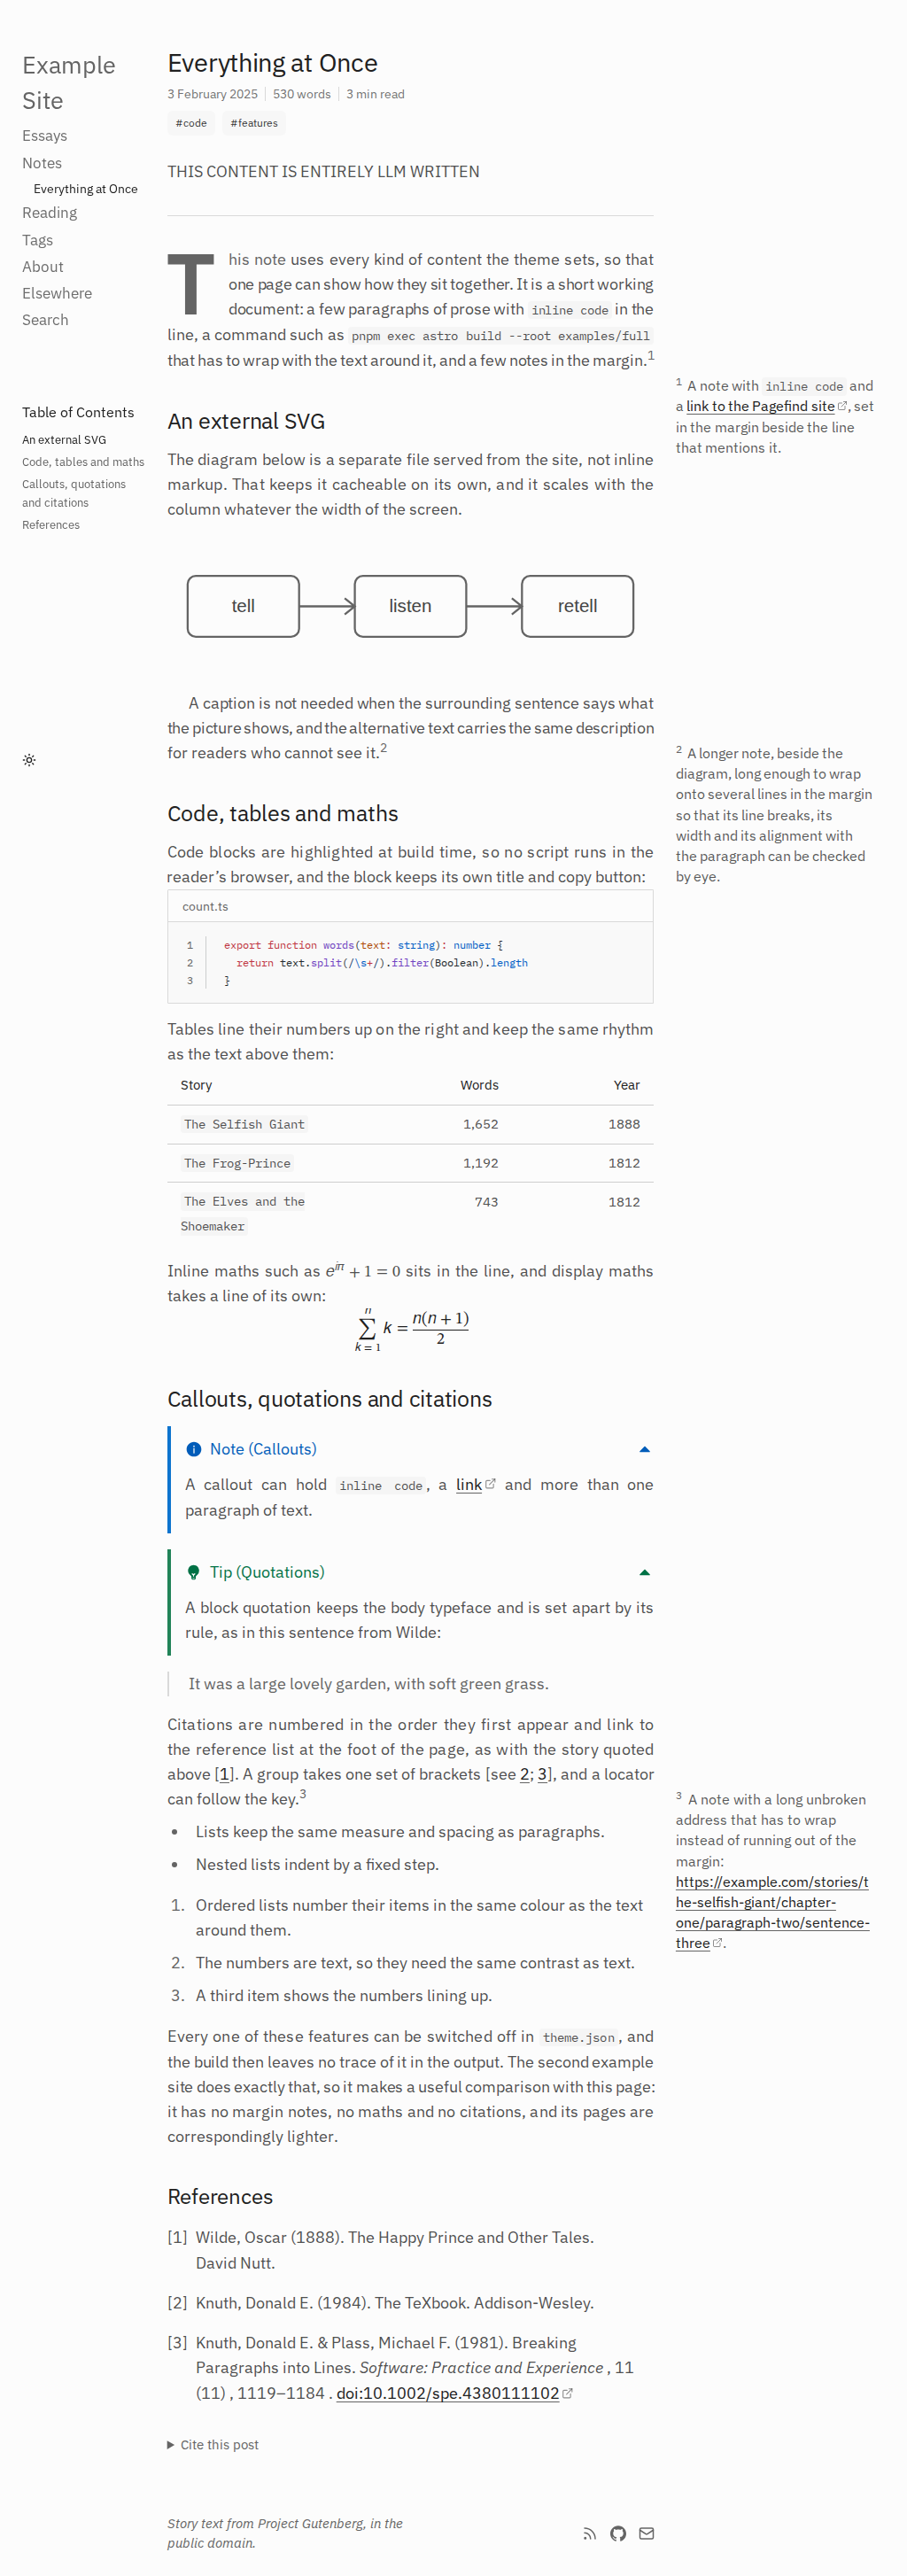 Example
Site
Essays
Notes
Everything at Once
Reading
Tags
About
Elsewhere
Search
Table of Contents
An external SVG
Code, tables and maths
Callouts, quotations
and citations
References
Everything at Once
3 February 2025 530 words 3 min read
#code #features
THIS CONTENT IS ENTIRELY LLM WRITTEN
This note uses every kind of content the theme sets, so that
one page can show how they sit together. It is a short working
document: a few paragraphs of prose with inline code in the
line, a command such as pnpm exec astro build --root examples/full
that has to wrap with the text around it, and a few notes in the margin.1
1 A note with inline code and
a link to the Pagefind site, set
in the margin beside the line
that mentions it.
An external SVG
The diagram below is a separate file served from the site, not inline
markup. That keeps it cacheable on its own, and it scales with the
column whatever the width of the screen.
tell listen retell
A caption is not needed when the surrounding sentence says what
the picture shows, and the alternative text carries the same description
for readers who cannot see it.2
2 A longer note, beside the
diagram, long enough to wrap
onto several lines in the margin
so that its line breaks, its
width and its alignment with
the paragraph can be checked
by eye.
Code, tables and maths
Code blocks are highlighted at build time, so no script runs in the
reader’s browser, and the block keeps its own title and copy button:
count.ts
1 export function words(text: string): number {
2 return text.split(/\s+/).filter(Boolean).length
3 }
Tables line their numbers up on the right and keep the same rhythm
as the text above them:
Story Words Year
The Selfish Giant 1,652 1888
The Frog-Prince 1,192 1812
The Elves and the 743 1812
Shoemaker
Inline maths such as e^iπ + 1 = 0 sits in the line, and display maths
takes a line of its own:
n
∑ k = n(n + 1)
k = 1 2
Callouts, quotations and citations
Note (Callouts)
A callout can hold inline code, a link and more than one
paragraph of text.
Tip (Quotations)
A block quotation keeps the body typeface and is set apart by its
rule, as in this sentence from Wilde:
It was a large lovely garden, with soft green grass.
Citations are numbered in the order they first appear and link to
the reference list at the foot of the page, as with the story quoted
above [1]. A group takes one set of brackets [see 2; 3], and a locator
can follow the key.3
3 A note with a long unbroken
address that has to wrap
instead of running out of the
margin:
https://example.com/stories/t
he-selfish-giant/chapter-
one/paragraph-two/sentence-
three.
• Lists keep the same measure and spacing as paragraphs.
• Nested lists indent by a fixed step.
1. Ordered lists number their items in the same colour as the text
around them.
2. The numbers are text, so they need the same contrast as text.
3. A third item shows the numbers lining up.
Every one of these features can be switched off in theme.json, and
the build then leaves no trace of it in the output. The second example
site does exactly that, so it makes a useful comparison with this page:
it has no margin notes, no maths and no citations, and its pages are
correspondingly lighter.
References
[1] Wilde, Oscar (1888). The Happy Prince and Other Tales.
David Nutt.
[2] Knuth, Donald E. (1984). The TeXbook. Addison-Wesley.
[3] Knuth, Donald E. & Plass, Michael F. (1981). Breaking
Paragraphs into Lines. Software: Practice and Experience , 11
(11) , 1119–1184 . doi:10.1002/spe.4380111102
Cite this post
Story text from Project Gutenberg, in the
public domain.